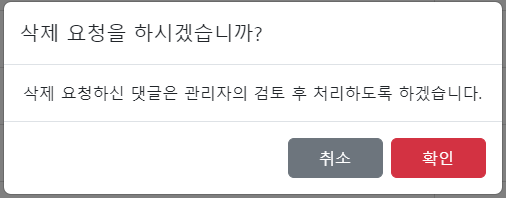 삭제 요청을 하시겠습니까?
삭제 요청하신 댓글은 관리자의 검토 후 처리하도록 하겠습니다.
취소
확인